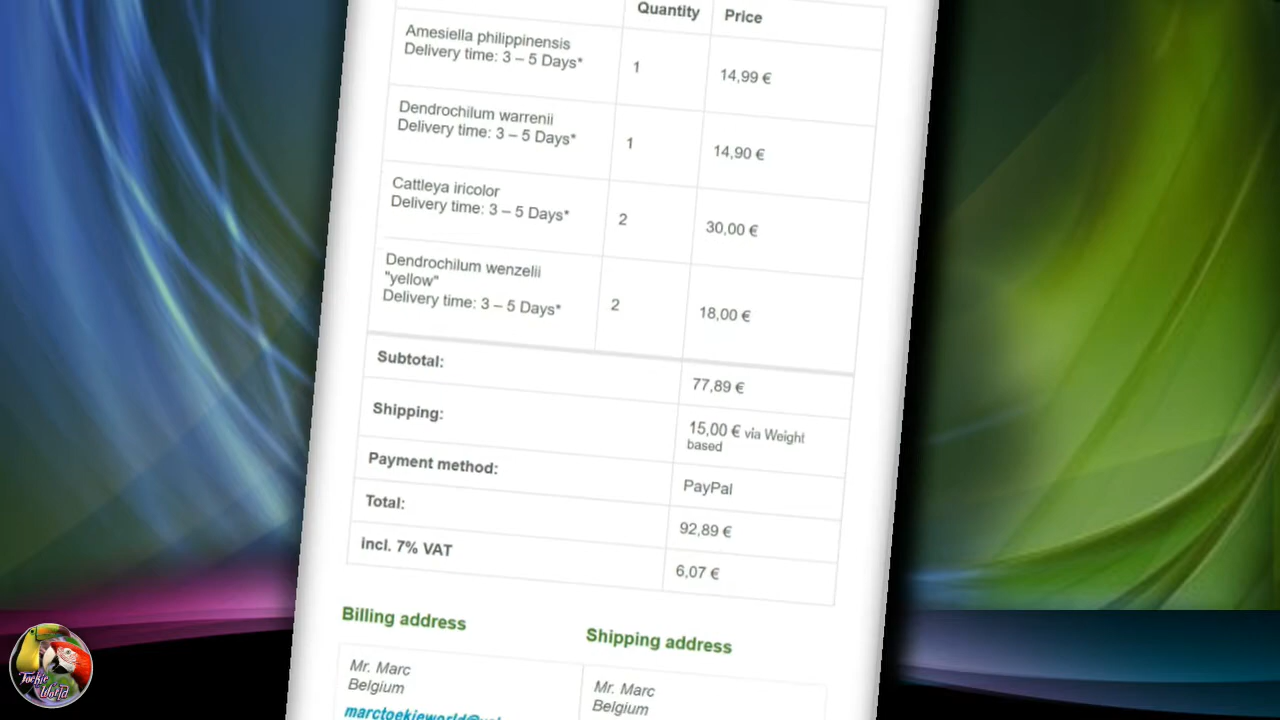 Quantity Price
Amesiella philippinensis
Delivery time: 3 – 5 Days*
1
14,99 €
Dendrochilum warrenii
Delivery time: 3 – 5 Days*
1
14,90 €
Cattleya iricolor
Delivery time: 3 – 5 Days*
2
30,00 €
Dendrochilum wenzelii
"yellow"
Delivery time: 3 – 5 Days*
2
18,00 €
Subtotal: 77,89 €
Shipping: 15,00 € via Weight
based
Payment method: PayPal
Total: 92,89 €
incl. 7% VAT 6,07 €
Billing address
Mr. Marc
Belgium
Shipping address
Mr. Marc
Belgium
Toekie
World